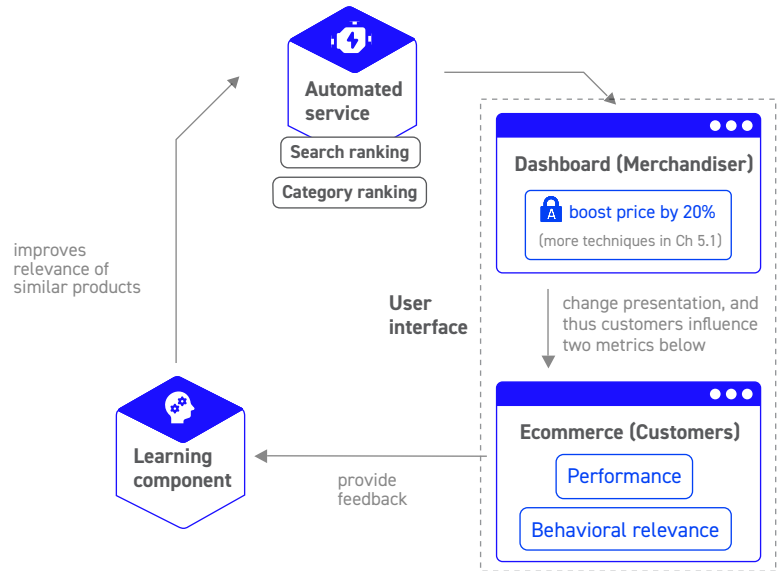 Automated
service
Search ranking
Category ranking
Dashboard (Merchandiser)
A
boost price by 20%
(more techniques in Ch 5.1)
improves
relevance of
similar products
User
interface
change presentation, and
thus customers influence
two metrics below
Learning
component
provide
feedback
Ecommerce (Customers)
Performance
Behavioral relevance